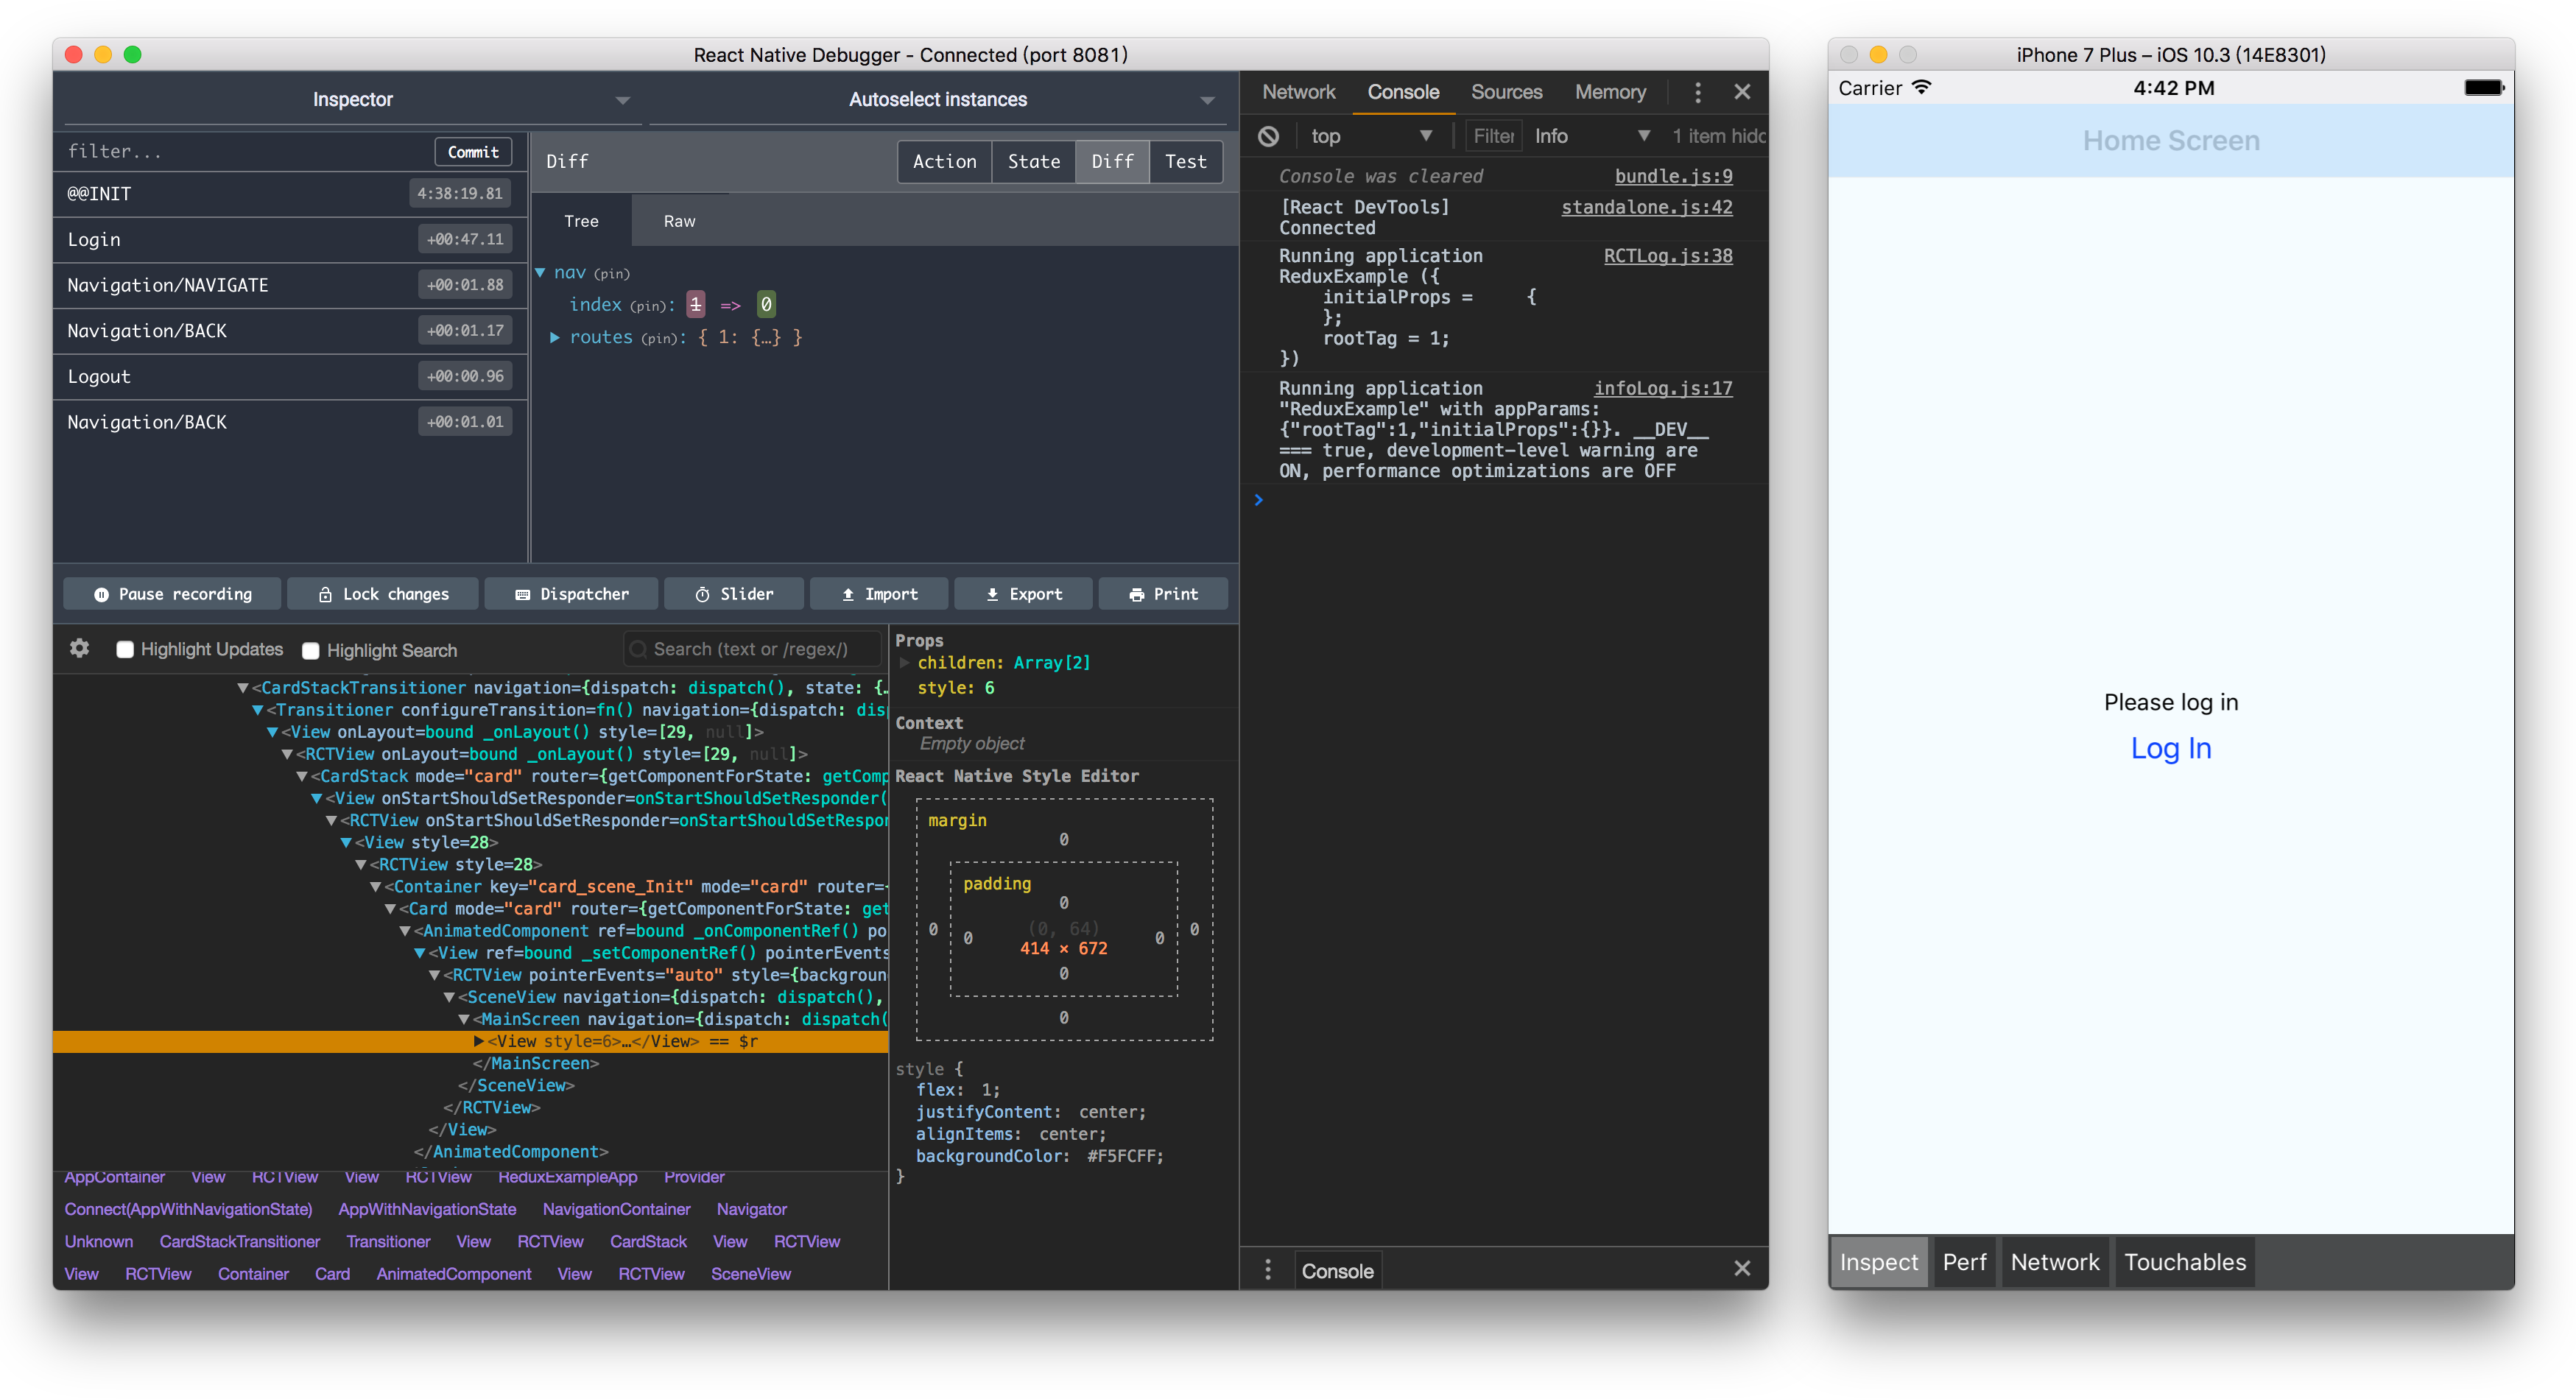 React Native Debugger - Connected (port 8081)
Inspector
Autoselect instances
filter...
Commit
@@INIT
4:38:19.81
Login
+00:47.11
Navigation/NAVIGATE
+00:01.88
Navigation/BACK
+00:01.17
Logout
+00:00.96
Navigation/BACK
+00:01.01
Diff
Action
State
Diff
Test
Tree
Raw
nav (pin)
index (pin): 1 => 0
routes (pin): { 1: {…} }
Pause recording
Lock changes
Dispatcher
Slider
Import
Export
Print
Highlight Updates
Highlight Search
Search (text or /regex/)
<CardStackTransitioner navigation={dispatch: dispatch(), state: {…
<Transitioner configureTransition=fn() navigation={dispatch: dis
<View onLayout=bound _onLayout() style=[29, null]>
<RCTView onLayout=bound _onLayout() style=[29, null]>
<CardStack mode="card" router={getComponentForState: getComp
<View onStartShouldSetResponder=onStartShouldSetResponder(
<RCTView onStartShouldSetResponder=onStartShouldSetRespon
<View style=28>
<RCTView style=28>
<Container key="card_scene_Init" mode="card" router=
<Card mode="card" router={getComponentForState: get
<AnimatedComponent ref=bound _onComponentRef() po
<View ref=bound _setComponentRef() pointerEvents
<RCTView pointerEvents="auto" style={backgroun
<SceneView navigation={dispatch: dispatch(),
<MainScreen navigation={dispatch: dispatch(
<View style=6>…</View> == $r
</MainScreen>
</SceneView>
</RCTView>
</View>
</AnimatedComponent>
AppContainer View RCTView View RCTView ReduxExampleApp Provider
Connect(AppWithNavigationState) AppWithNavigationState NavigationContainer Navigator
Unknown CardStackTransitioner Transitioner View RCTView CardStack View RCTView
View RCTView Container Card AnimatedComponent View RCTView SceneView
Props
children: Array[2]
style: 6
Context
Empty object
React Native Style Editor
margin
0
padding
0
0
0
(0, 64)
414 × 672
0
0
0
0
style {
flex: 1;
justifyContent: center;
alignItems: center;
backgroundColor: #F5FCFF;
}
Network
Console
Sources
Memory
top
Filter
Info
1 item hidd
Console was cleared
bundle.js:9
[React DevTools]
standalone.js:42
Connected
Running application
RCTLog.js:38
ReduxExample ({
initialProps = {
};
rootTag = 1;
})
Running application
infoLog.js:17
"ReduxExample" with appParams:
{"rootTag":1,"initialProps":{}}. __DEV__
=== true, development-level warning are
ON, performance optimizations are OFF
Console
iPhone 7 Plus – iOS 10.3 (14E8301)
Carrier
4:42 PM
Home Screen
Please log in
Log In
Inspect
Perf
Network
Touchables